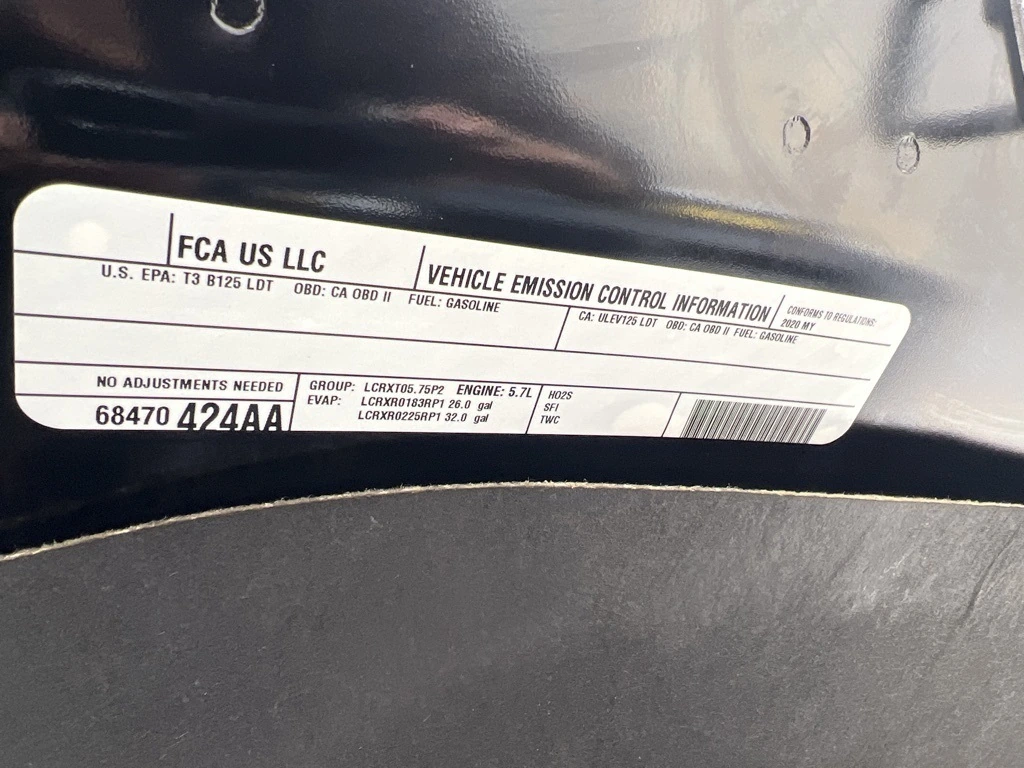 FCA US LLC
VEHICLE EMISSION CONTROL INFORMATION
CONFORMS TO REGULATIONS:
2020 MY
U.S. EPA: T3 B125 LDT OBD: CA OBD II FUEL: GASOLINE
CA: ULEV125 LDT OBD: CA OBD II FUEL: GASOLINE
NO ADJUSTMENTS NEEDED
68470 424AA
GROUP: LCRXT05.75P2 ENGINE: 5.7L
EVAP: LCRXR0183RP1 26.0 gal
LCRXR0225RP1 32.0 gal
HO2S
SFI
TWC